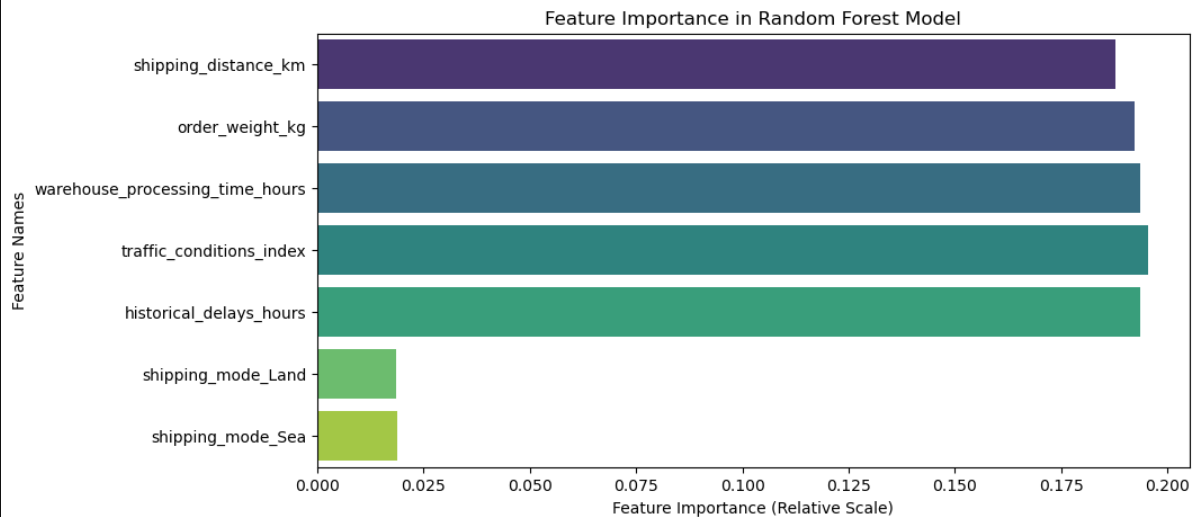 Feature Importance in Random Forest Model
Feature Names
shipping_distance_km
order_weight_kg
warehouse_processing_time_hours
traffic_conditions_index
historical_delays_hours
shipping_mode_Land
shipping_mode_Sea
0.000 0.025 0.050 0.075 0.100 0.125 0.150 0.175 0.200
Feature Importance (Relative Scale)